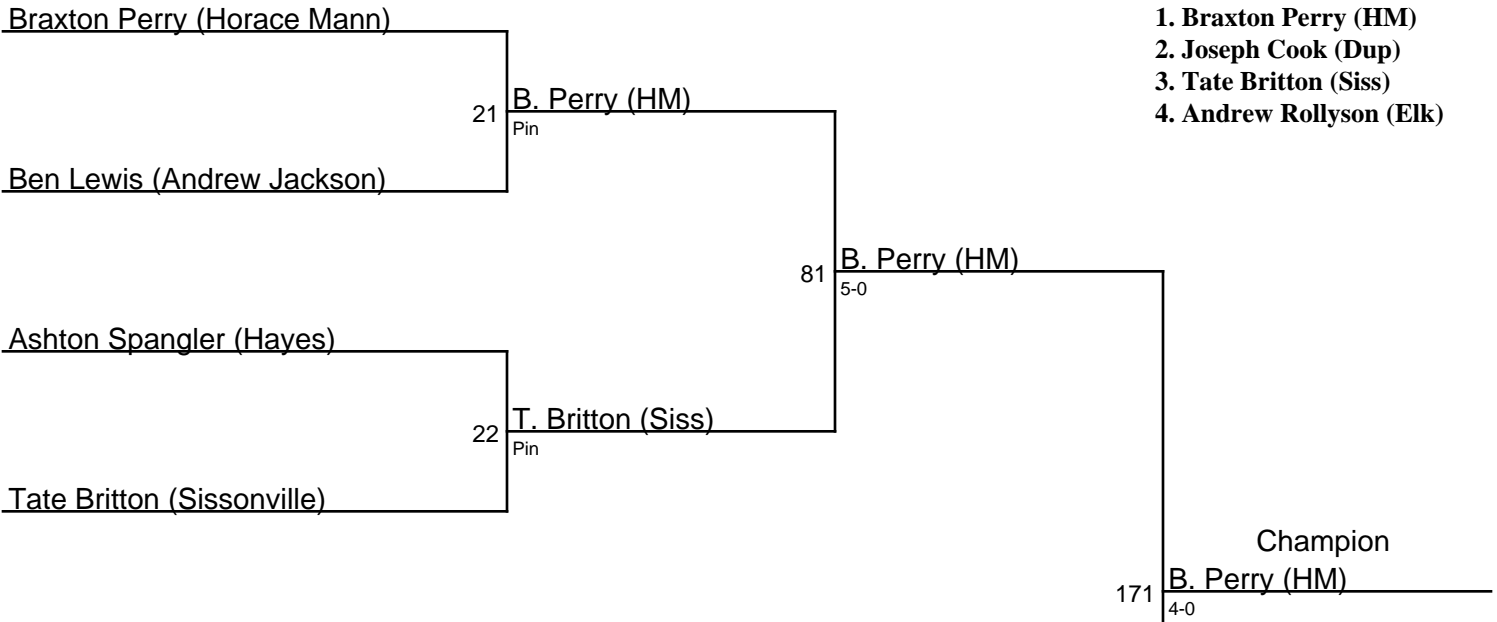 Braxton Perry (Horace Mann)
1. Braxton Perry (HM)
2. Joseph Cook (Dup)
3. Tate Britton (Siss)
4. Andrew Rollyson (Elk)
21 B. Perry (HM)
Pin
Ben Lewis (Andrew Jackson)
81 B. Perry (HM)
5-0
Ashton Spangler (Hayes)
22 T. Britton (Siss)
Pin
Tate Britton (Sissonville)
Champion
171 B. Perry (HM)
4-0